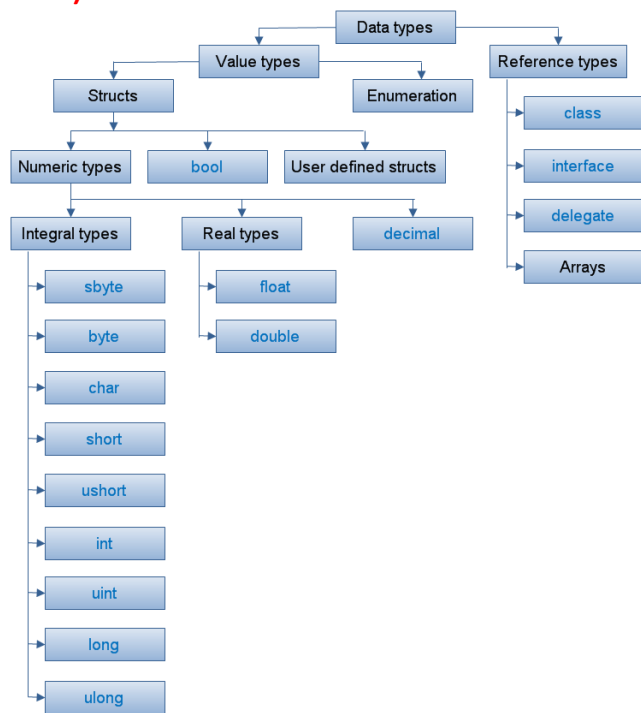 Data types
Value types
Reference types
Structs
Enumeration
class
Numeric types
bool
User defined structs
interface
delegate
Integral types
Real types
decimal
Arrays
sbyte
float
byte
double
char
short
ushort
int
uint
long
ulong